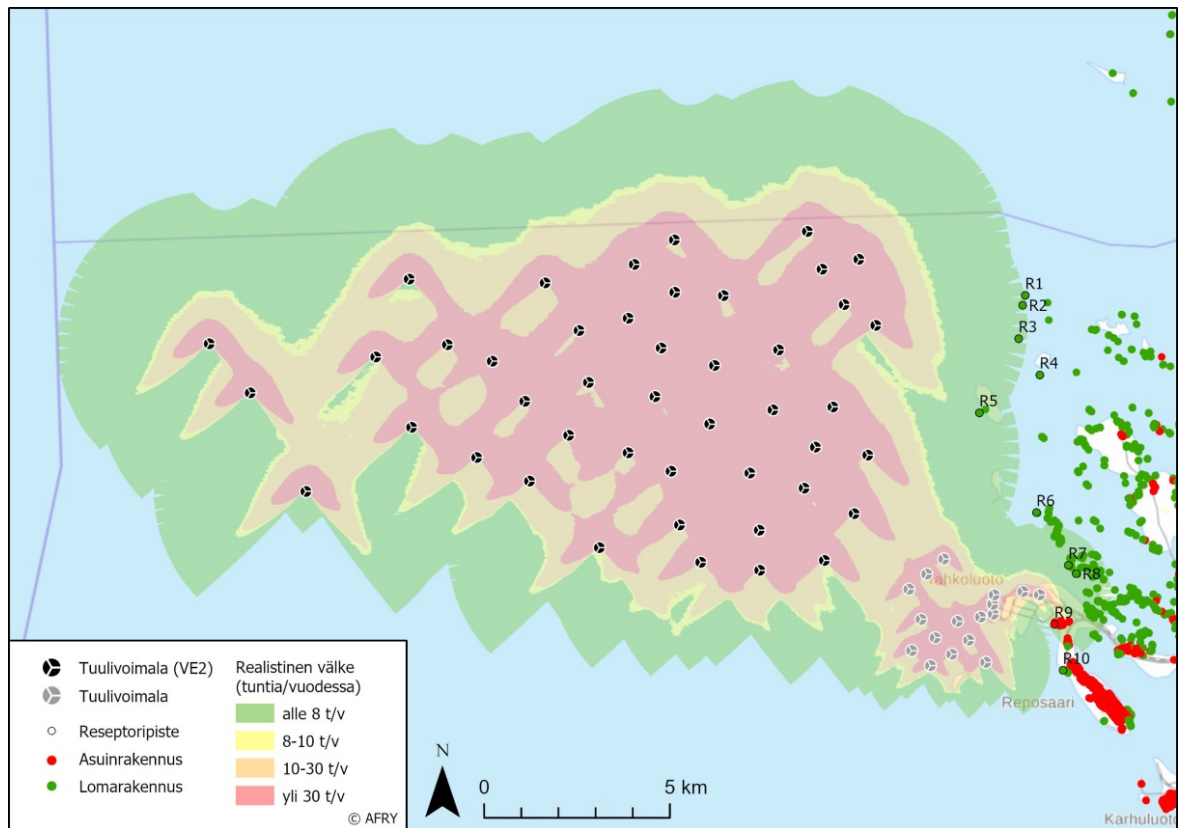 R1
R2
R3
R4
R5
R6
R7
R8
Tahkoluoto
R9
R10
Reposaari
Karhuluoto
Tuulivoimala (VE2)
Tuulivoimala
Reseptoripiste
Asuinrakennus
Lomarakennus
Realistinen välke
(tuntia/vuodessa)
alle 8 t/v
8-10 t/v
10-30 t/v
yli 30 t/v
© AFRY
N
0 5 km